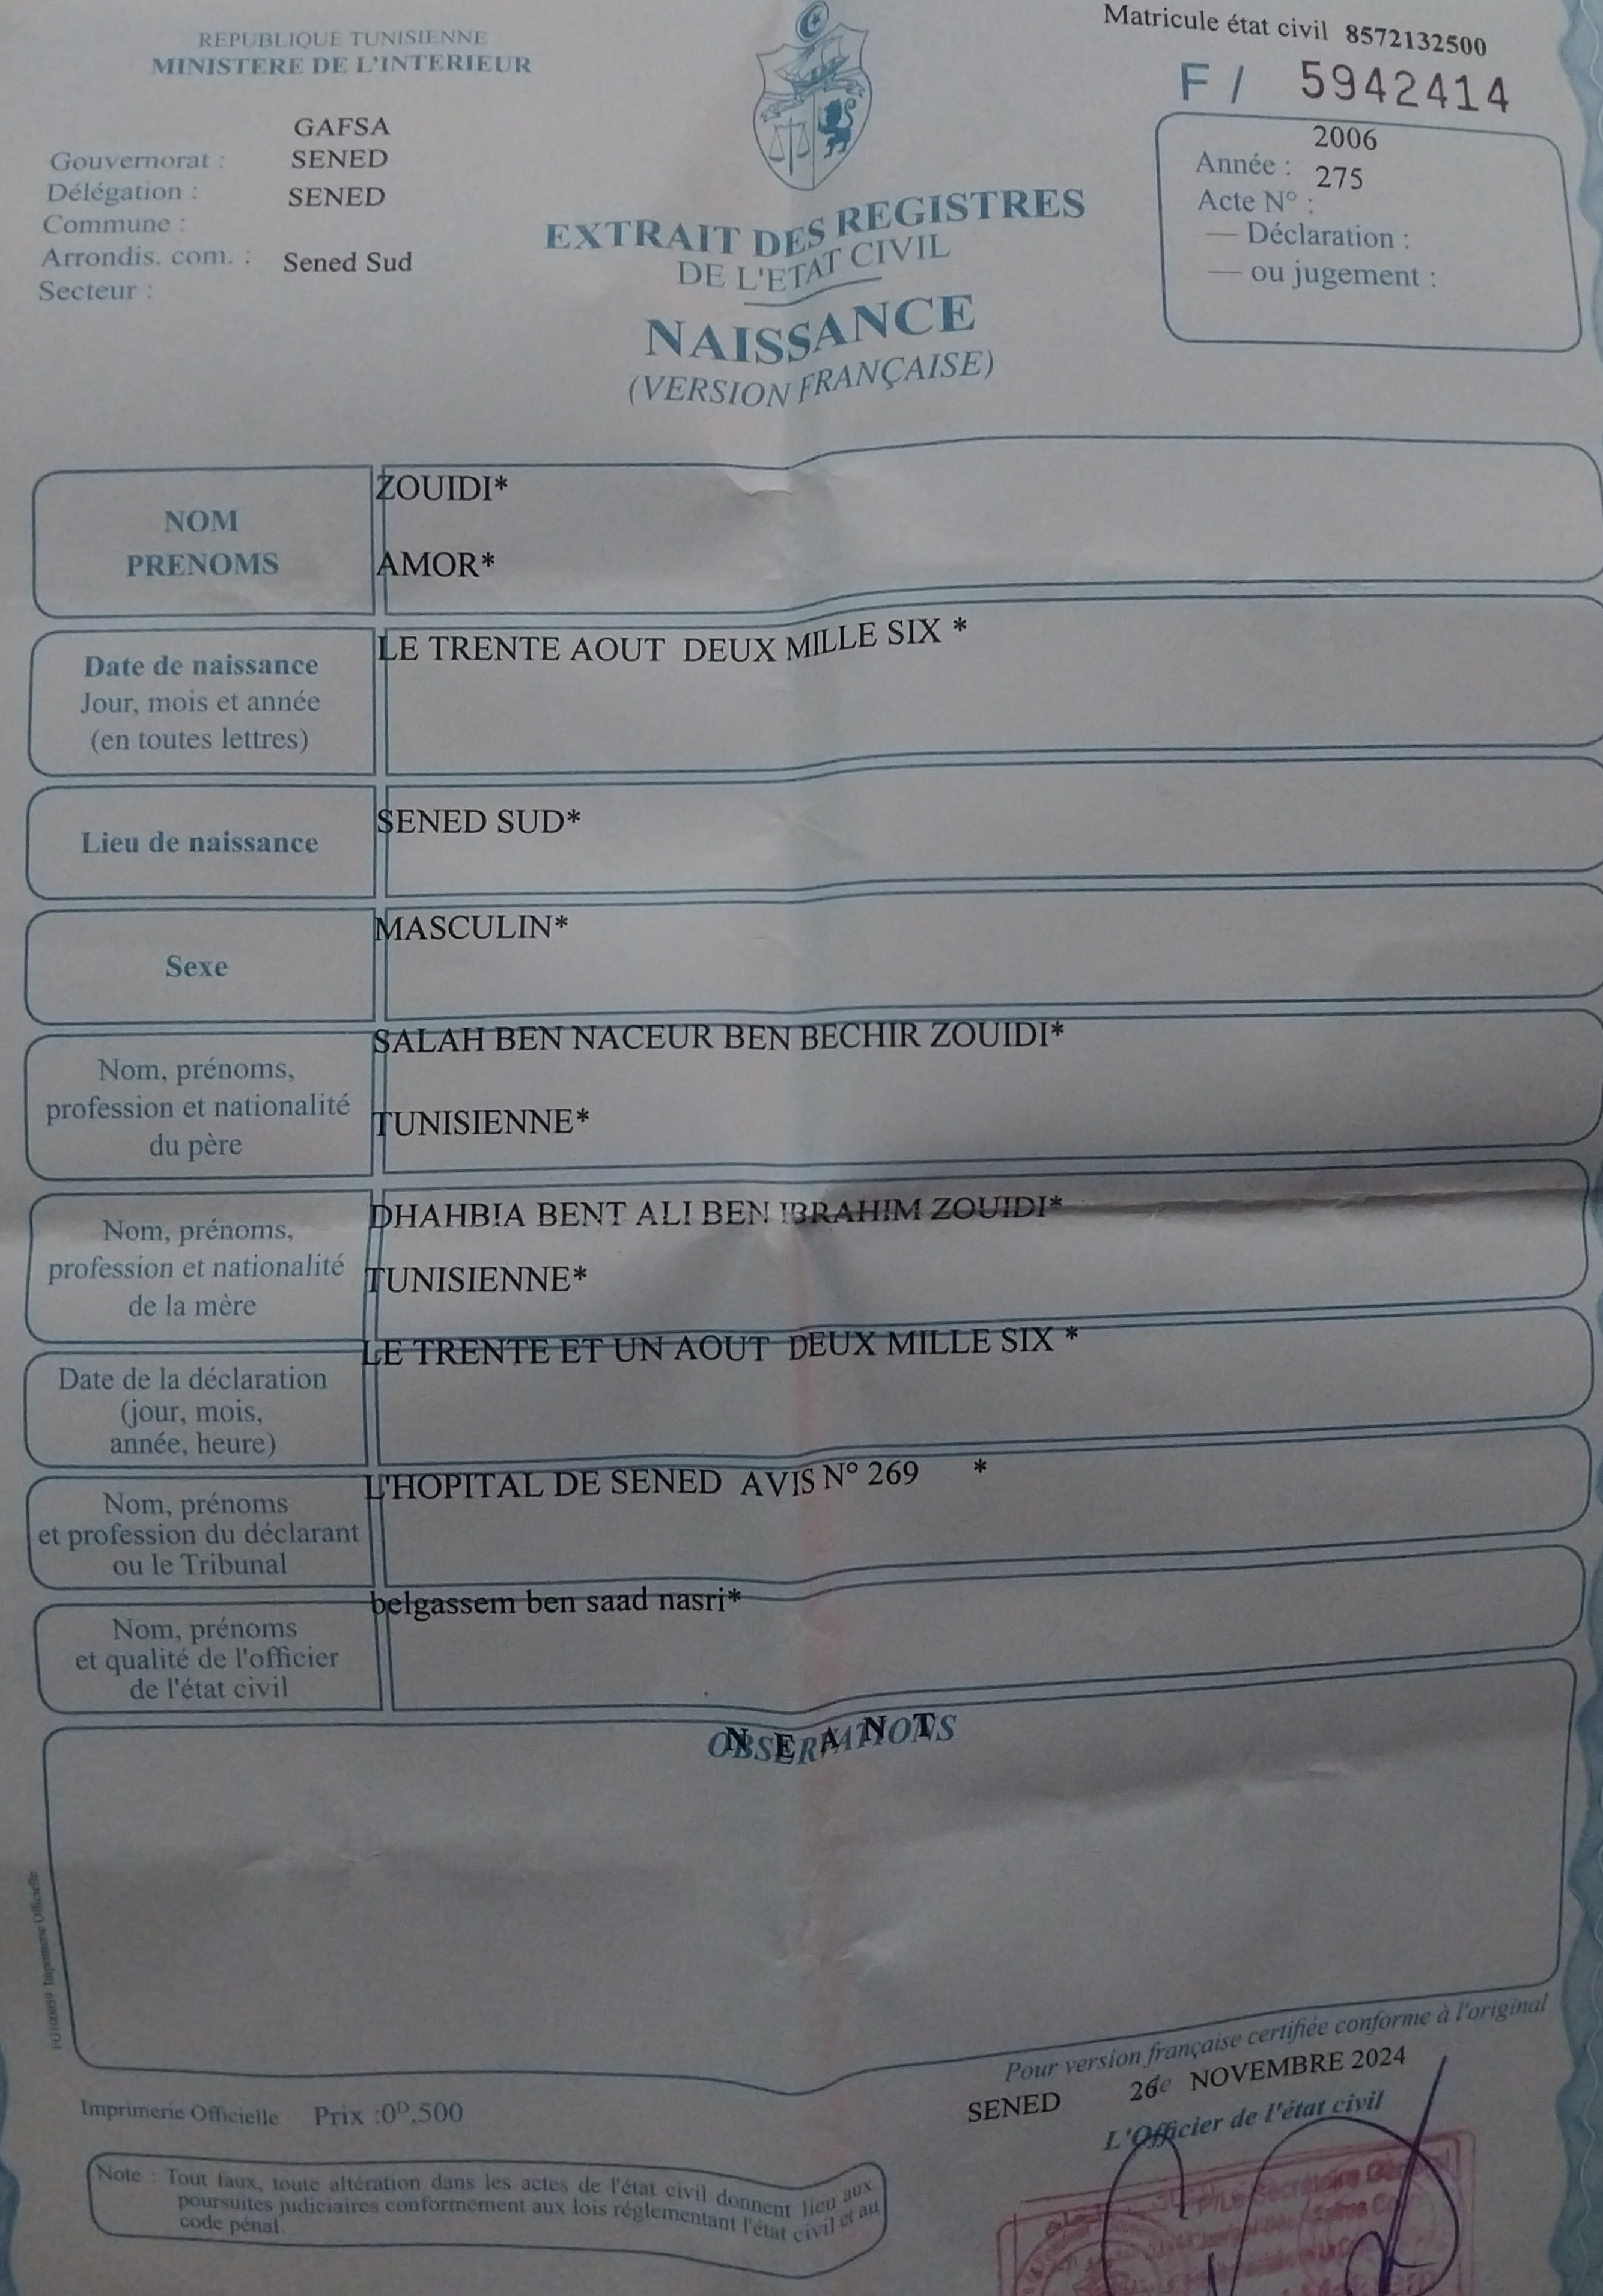 REPUBLIQUE TUNISIENNE
MINISTERE DE L'INTERIEUR
GAFSA
Gouvernorat : SENED
Délégation : SENED
Commune :
Arrondis. com. : Sened Sud
Secteur :
EXTRAIT DES REGISTRES
DE L'ETAT CIVIL
NAISSANCE
(VERSION FRANÇAISE)
Matricule état civil 8572132500
F / 5942414
2006
Année : 275
Acte N° :
— Déclaration :
— ou jugement :
NOM
PRENOMS
ZOUIDI*
AMOR*
Date de naissance
Jour, mois et année
(en toutes lettres)
LE TRENTE AOUT DEUX MILLE SIX *
Lieu de naissance
SENED SUD*
Sexe
MASCULIN*
Nom, prénoms,
profession et nationalité
du père
SALAH BEN NACEUR BEN BECHIR ZOUIDI*
TUNISIENNE*
Nom, prénoms,
profession et nationalité
de la mère
DHAHBIA BENT ALI BEN IBRAHIM ZOUIDI*
TUNISIENNE*
Date de la déclaration
(jour, mois,
année, heure)
LE TRENTE ET UN AOUT DEUX MILLE SIX *
Nom, prénoms
et profession du déclarant
ou le Tribunal
L'HOPITAL DE SENED AVIS N° 269 *
Nom, prénoms
et qualité de l'officier
de l'état civil
belgassem ben saad nasri*
OBSERVATIONS
N E A N T
Imprimerie Officielle
Pour version française certifiée conforme à l'original
SENED 26 NOVEMBRE 2024
L'Officier de l'état civil
Imprimerie Officielle Prix :0ᴰ,500
Note : Tout faux, toute altération dans les actes de l'état civil donnent lieu aux
poursuites judiciaires conformement aux lois réglementant l'état civil et au
code pénal.
P/Le Secrétaire Général